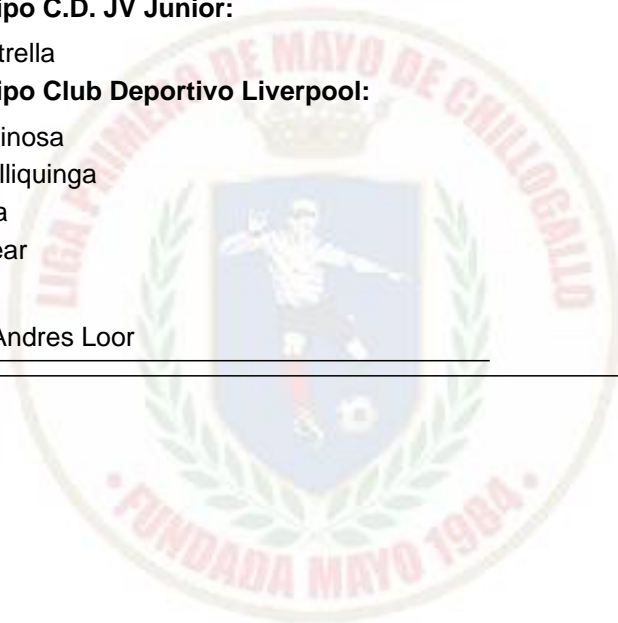 ipo C.D. JV Junior:
trella
ipo Club Deportivo Liverpool:
inosa
lliquinga
a
ear
Andres Loor
LIGA PRIMERO DE MAYO DE CHILLOGALLO
• FUNDADA MAYO 1984 •